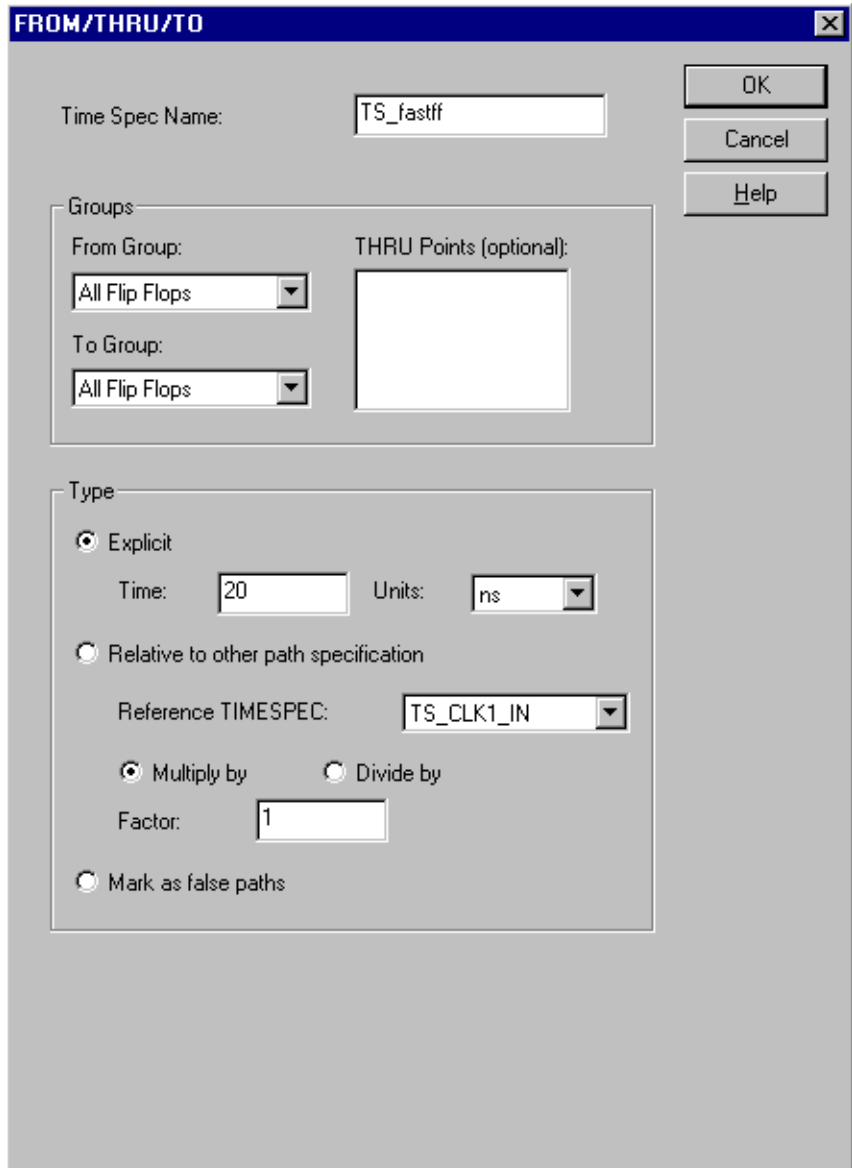 FROM/THRU/TO
Time Spec Name: TS_fastff
OK
Cancel
Help
Groups
From Group: THRU Points (optional):
All Flip Flops
To Group:
All Flip Flops
Type
Explicit
Time: 20 Units: ns
Relative to other path specification
Reference TIMESPEC: TS_CLK1_IN
Multiply by Divide by
Factor: 1
Mark as false paths